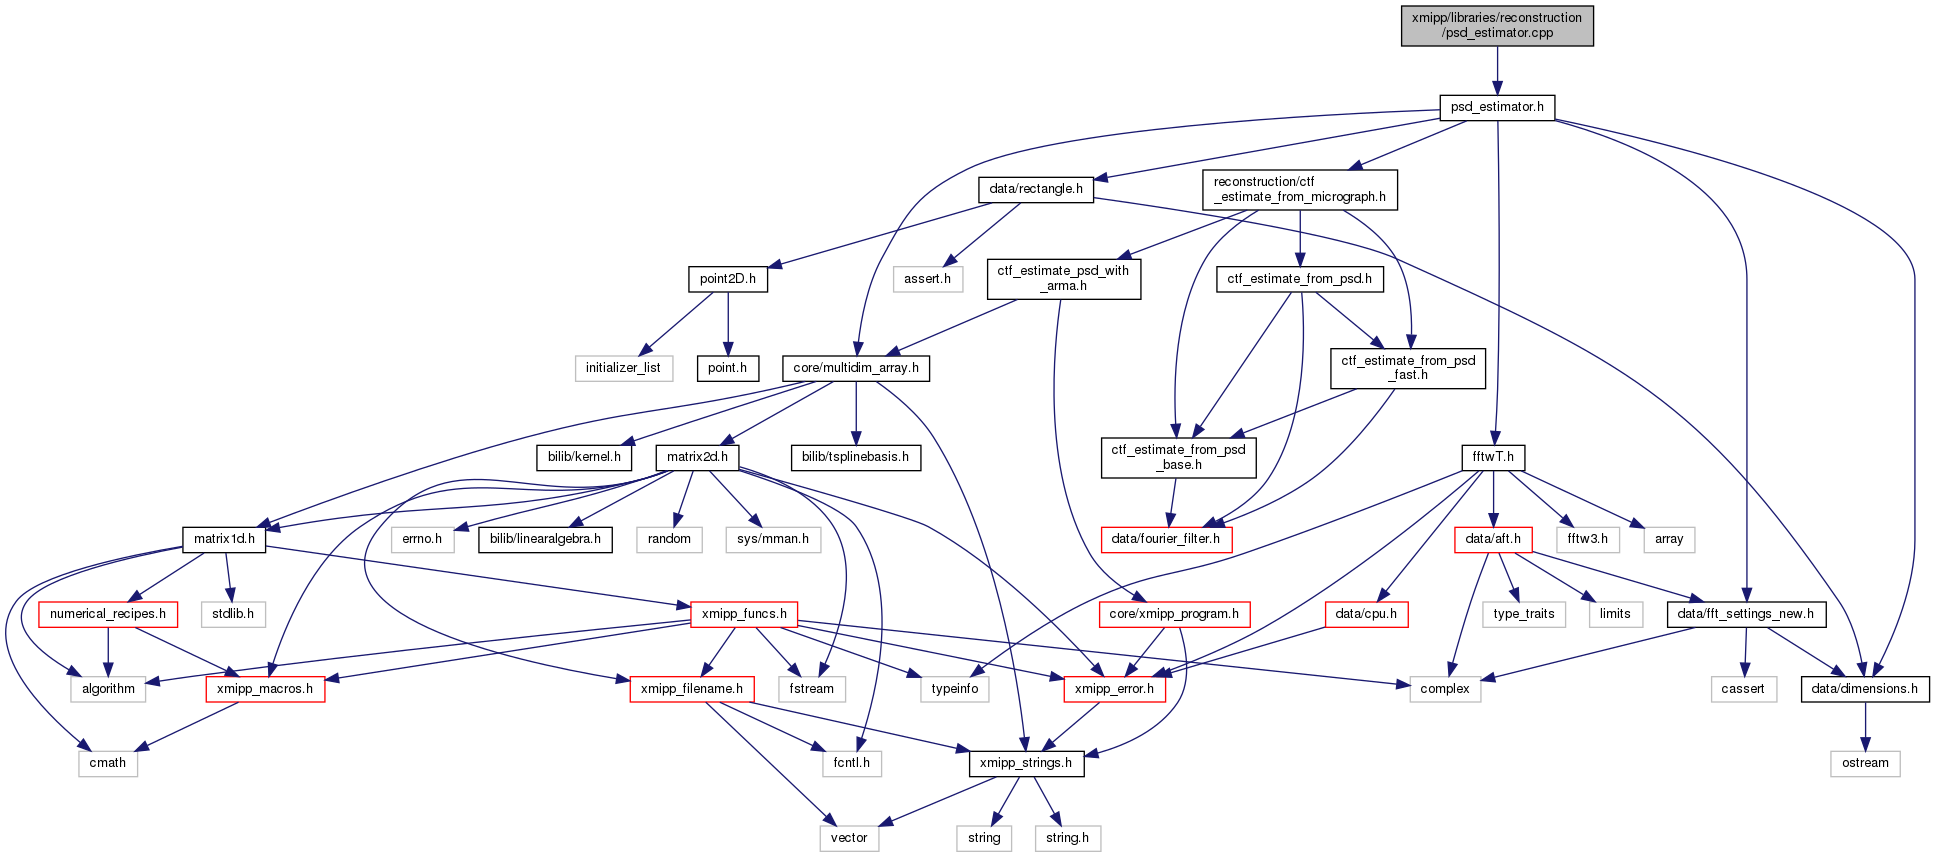 xmipp/libraries/reconstruction
/psd_estimator.cpp
psd_estimator.h
data/rectangle.h
reconstruction/ctf
_estimate_from_micrograph.h
point2D.h
assert.h
ctf_estimate_psd_with
_arma.h
ctf_estimate_from_psd.h
initializer_list
point.h
core/multidim_array.h
ctf_estimate_from_psd
_fast.h
bilib/kernel.h
matrix2d.h
bilib/tsplinebasis.h
ctf_estimate_from_psd
_base.h
fftwT.h
matrix1d.h
errno.h
bilib/linearalgebra.h
random
sys/mman.h
data/fourier_filter.h
data/aft.h
fftw3.h
array
numerical_recipes.h
stdlib.h
xmipp_funcs.h
core/xmipp_program.h
data/cpu.h
type_traits
limits
data/fft_settings_new.h
algorithm
xmipp_macros.h
xmipp_filename.h
fstream
typeinfo
xmipp_error.h
complex
cassert
data/dimensions.h
cmath
fcntl.h
xmipp_strings.h
ostream
vector
string
string.h